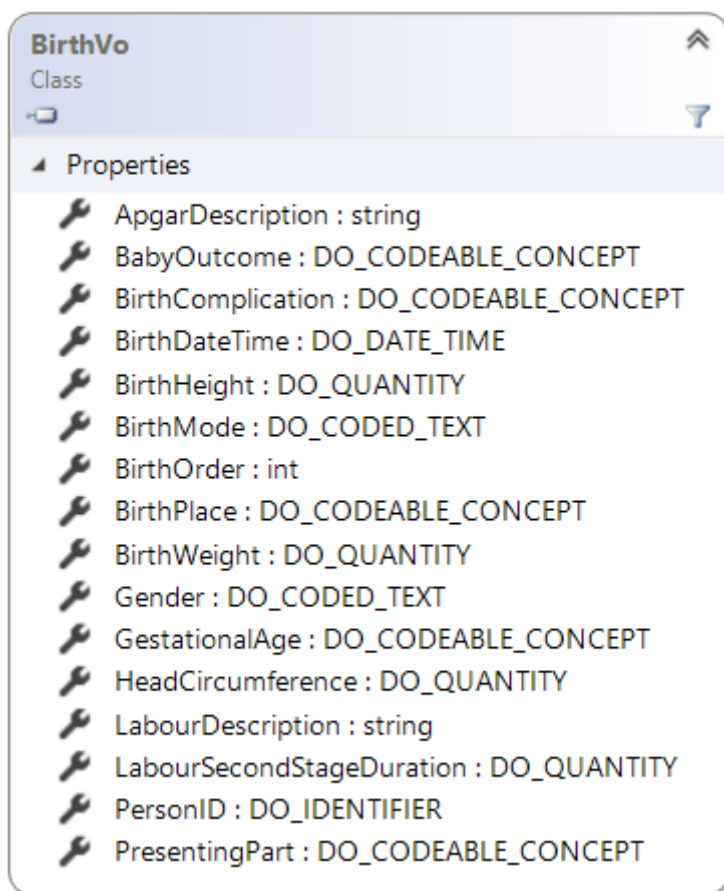 BirthVo
Class
Properties
ApgarDescription : string
BabyOutcome : DO_CODEABLE_CONCEPT
BirthComplication : DO_CODEABLE_CONCEPT
BirthDateTime : DO_DATE_TIME
BirthHeight : DO_QUANTITY
BirthMode : DO_CODED_TEXT
BirthOrder : int
BirthPlace : DO_CODEABLE_CONCEPT
BirthWeight : DO_QUANTITY
Gender : DO_CODED_TEXT
GestationalAge : DO_CODEABLE_CONCEPT
HeadCircumference : DO_QUANTITY
LabourDescription : string
LabourSecondStageDuration : DO_QUANTITY
PersonID : DO_IDENTIFIER
PresentingPart : DO_CODEABLE_CONCEPT